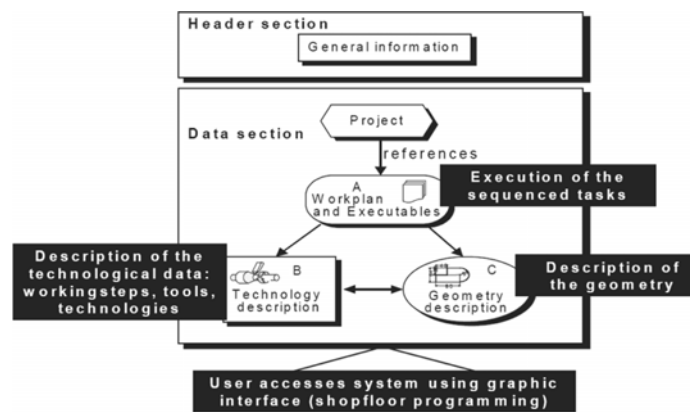 Header section
General information
Project
Data section
references
A
Workplan
and Executables
Execution of the
sequenced tasks
Description of the
technological data:
workingsteps, tools,
technologies
B
Technology
description
C
Geometry
description
Description
of the geometry
User accesses system using graphic
interface (shopfloor programming)